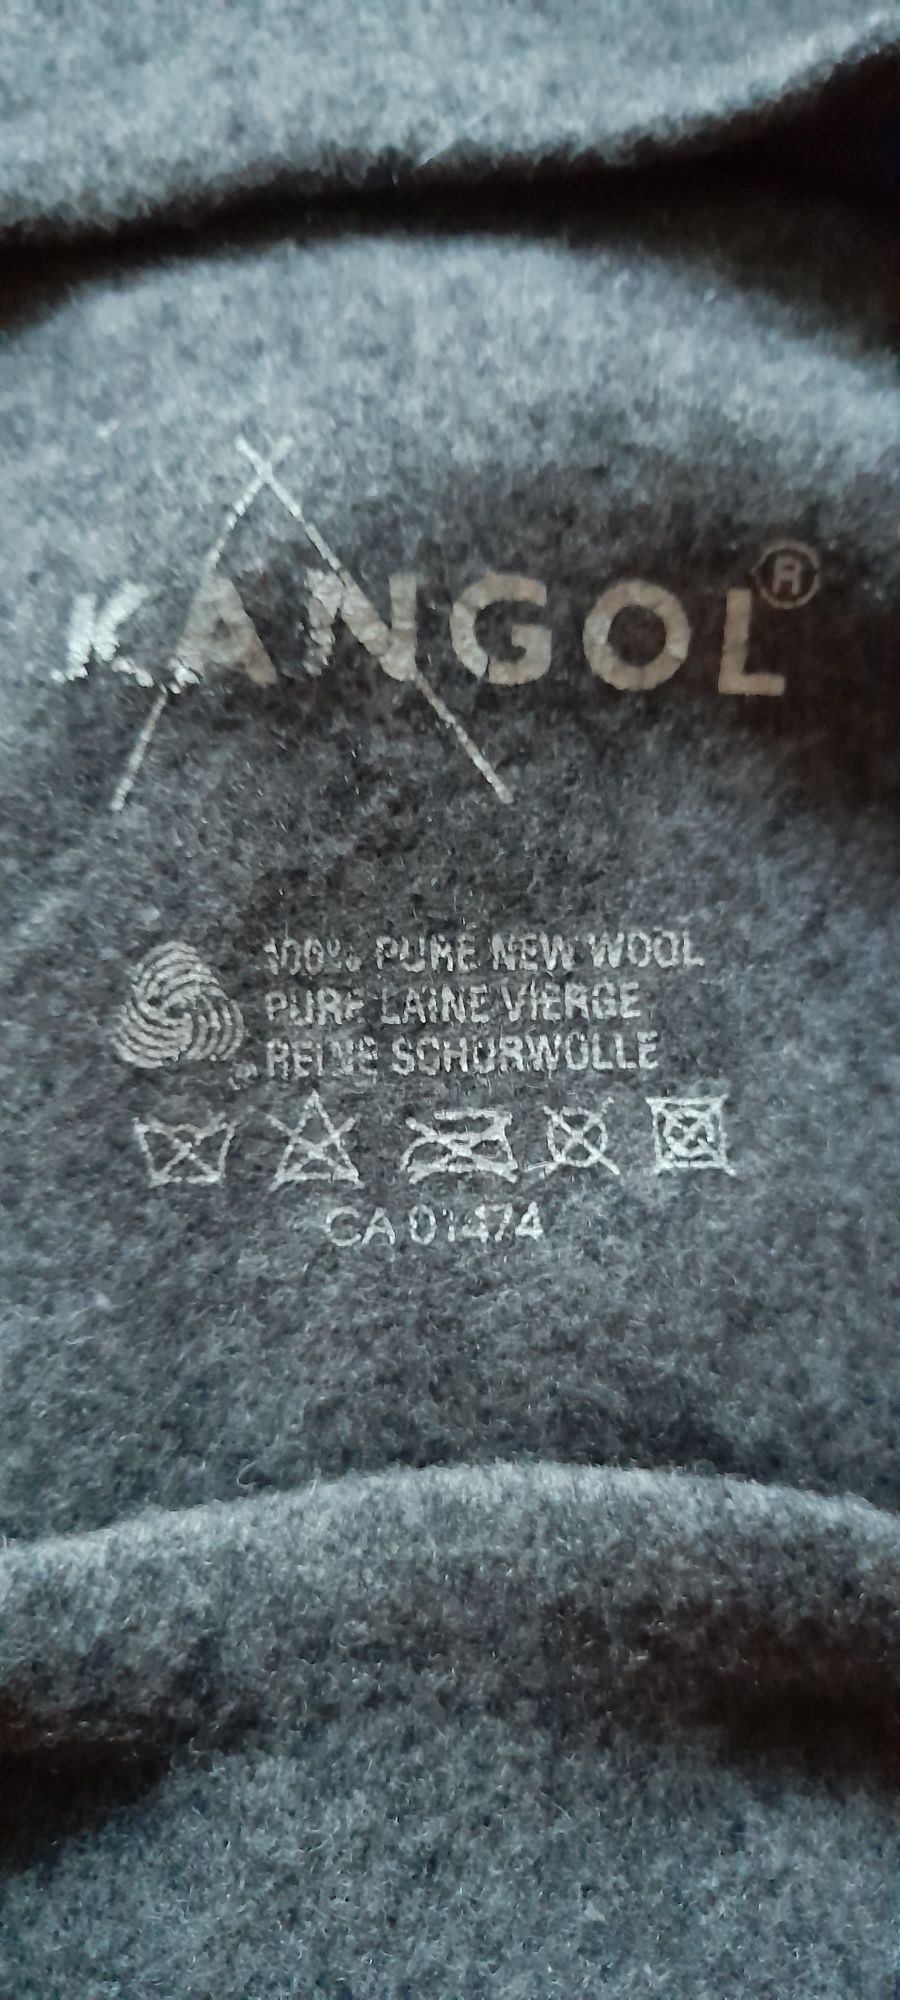 KANGOL®
100% PURE NEW WOOL
PURE LAINE VIERGE
REINE SCHURWOLLE
CA 01474